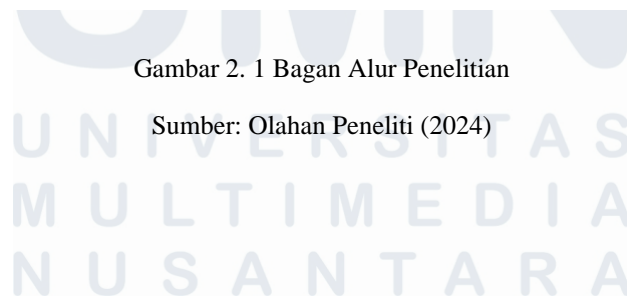 Gambar 2. 1 Bagan Alur Penelitian
Sumber: Olahan Peneliti (2024)
UNIVERSITAS
MULTIMEDIA
NUSANTARA